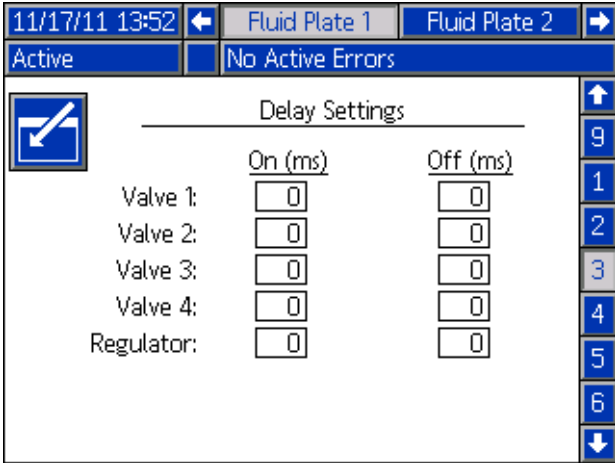 11/17/11 13:52 Fluid Plate 1 Fluid Plate 2
Active No Active Errors
Delay Settings
On (ms) Off (ms)
Valve 1: 0 0
Valve 2: 0 0
Valve 3: 0 0
Valve 4: 0 0
Regulator: 0 0
9
1
2
3
4
5
6